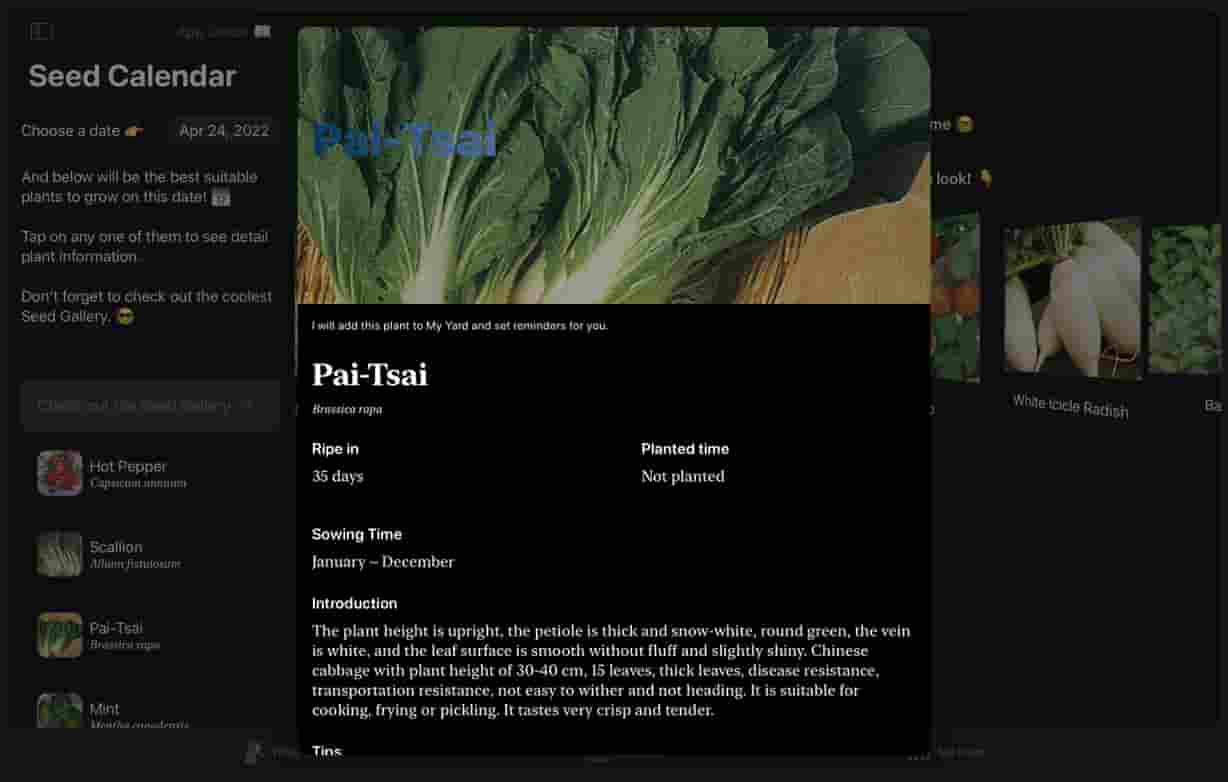 Seed Calendar
Choose a date 👉 Apr 24, 2022
And below will be the best suitable
plants to grow on this date! 📅
Tap on any one of them to see detail
plant information.
Don't forget to check out the coolest
Seed Gallery. 😎
Check out the Seed Gallery
Hot Pepper
Capsicum annuum
Scallion
Allium fistulosum
Pai-Tsai
Brassica rapa
Mint
Mentha canadensis
Pai-Tsai
I will add this plant to My Yard and set reminders for you.
Pai-Tsai
Brassica rapa
Ripe in
35 days
Planted time
Not planted
Sowing Time
January – December
Introduction
The plant height is upright, the petiole is thick and snow-white, round green, the vein
is white, and the leaf surface is smooth without fluff and slightly shiny. Chinese
cabbage with plant height of 30-40 cm, 15 leaves, thick leaves, disease resistance,
transportation resistance, not easy to wither and not heading. It is suitable for
cooking, frying or pickling. It tastes very crisp and tender.
Tips
me 😎
look! 👇
White Icicle Radish
Ba